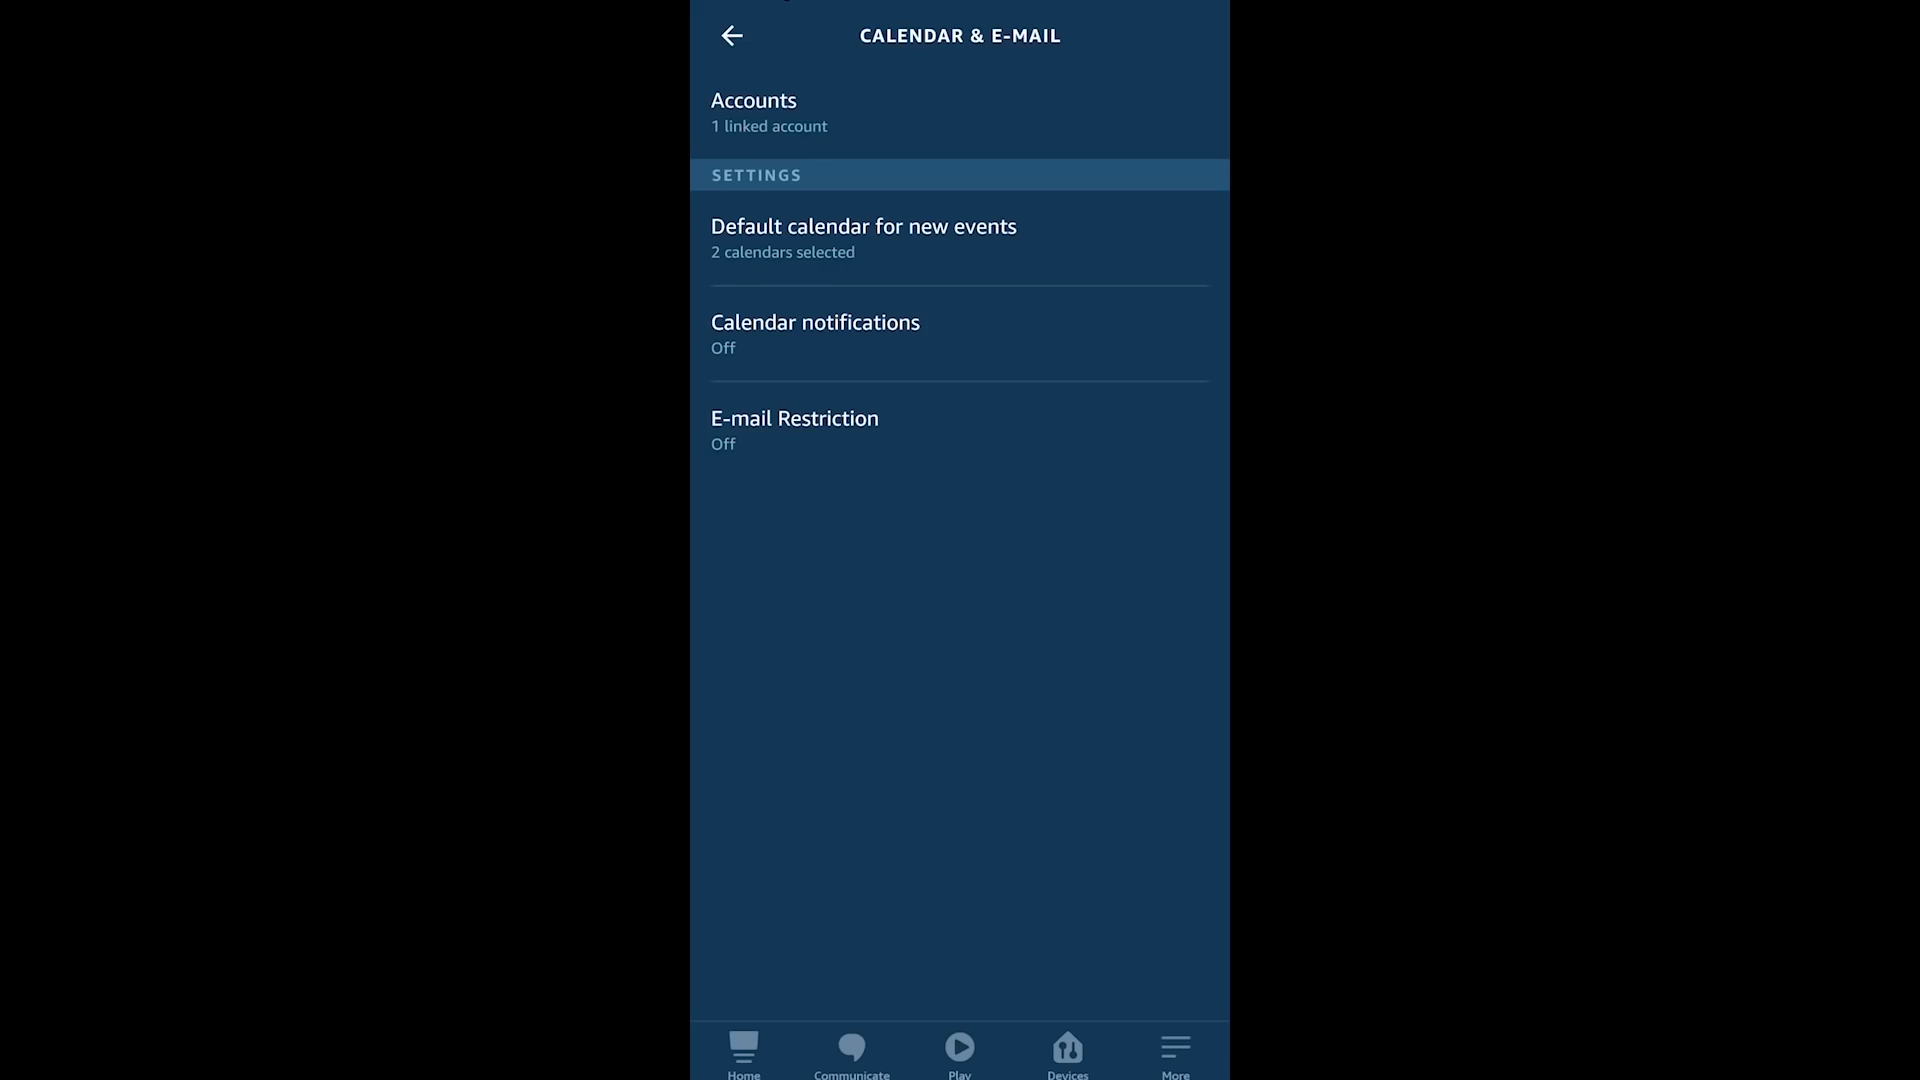 CALENDAR & E-MAIL
Accounts
1 linked account
SETTINGS
Default calendar for new events
2 calendars selected
Calendar notifications
Off
E-mail Restriction
Off
Home Communicate Play Devices More